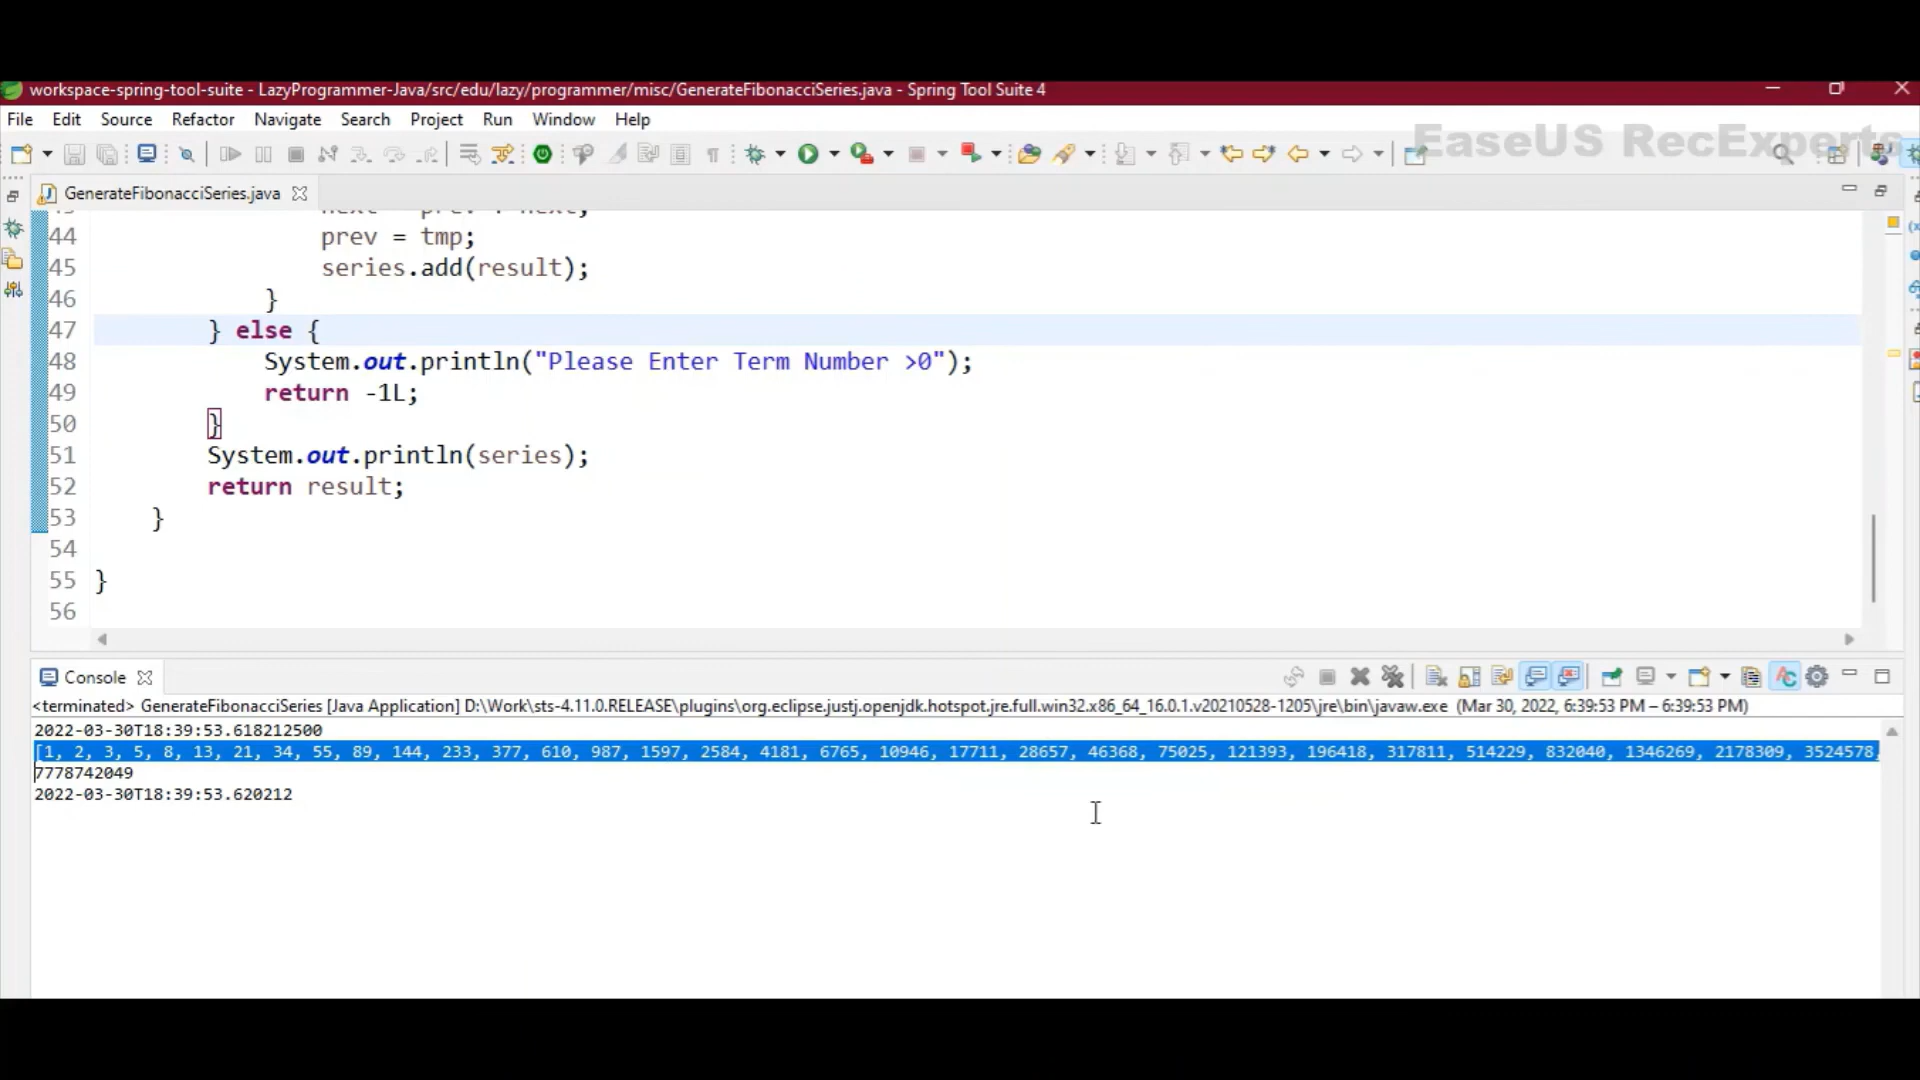 workspace-spring-tool-suite - LazyProgrammer-Java/src/edu/lazy/programmer/misc/GenerateFibonacciSeries.java - Spring Tool Suite 4
File Edit Source Refactor Navigate Search Project Run Window Help
EaseUS RecExperts
GenerateFibonacciSeries.java
44 prev = tmp;
45 series.add(result);
46 }
47 } else {
48 System.out.println("Please Enter Term Number >0");
49 return -1L;
50 }
51 System.out.println(series);
52 return result;
53 }
54
55 }
56
Console
<terminated> GenerateFibonacciSeries [Java Application] D:\Work\sts-4.11.0.RELEASE\plugins\org.eclipse.justj.openjdk.hotspot.jre.full.win32.x86_64_16.0.1.v20210528-1205\jre\bin\javaw.exe (Mar 30, 2022, 6:39:53 PM – 6:39:53 PM)
2022-03-30T18:39:53.618212500
[1, 2, 3, 5, 8, 13, 21, 34, 55, 89, 144, 233, 377, 610, 987, 1597, 2584, 4181, 6765, 10946, 17711, 28657, 46368, 75025, 121393, 196418, 317811, 514229, 832040, 1346269, 2178309, 3524578,
7778742049
2022-03-30T18:39:53.620212